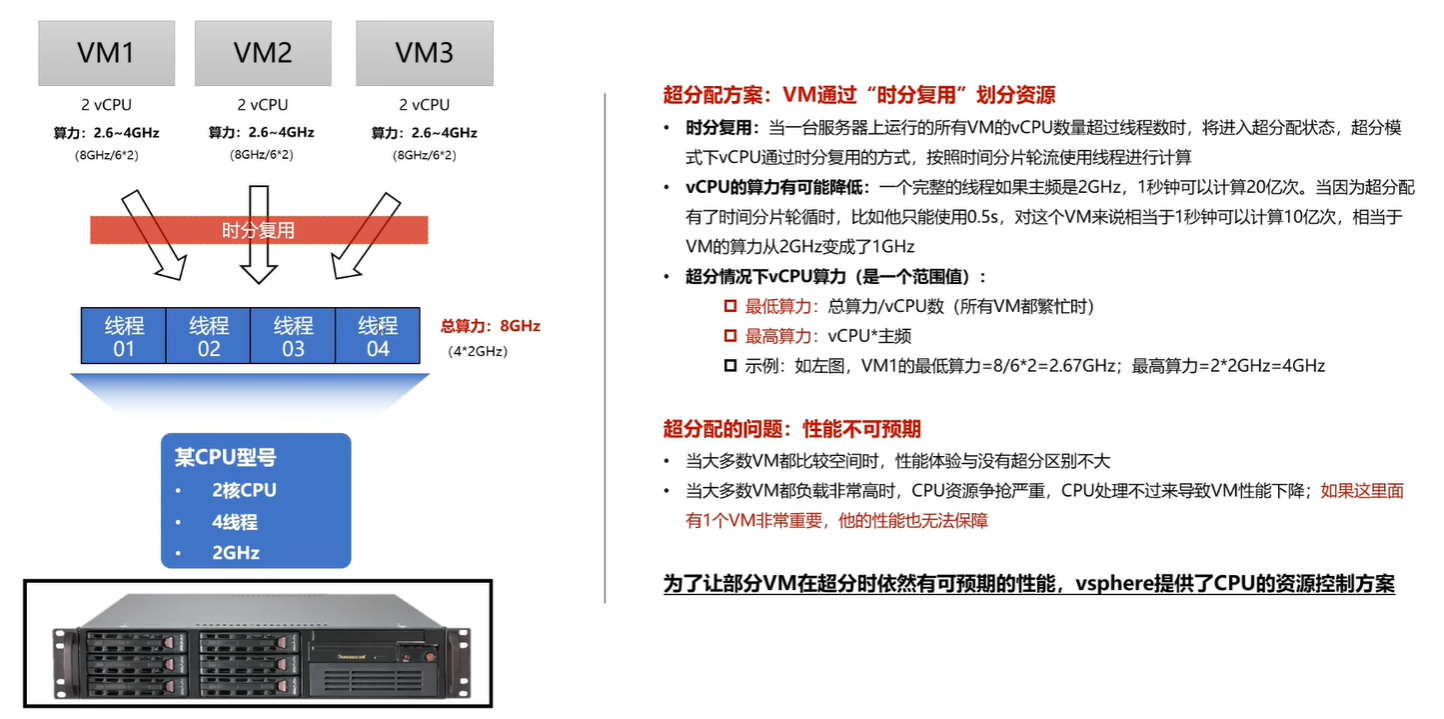 VM1
VM2
VM3
2 vCPU
2 vCPU
2 vCPU
算力：2.6~4GHz
算力：2.6~4GHz
算力：2.6~4GHz
（8GHz/6*2）
（8GHz/6*2）
（8GHz/6*2）
时分复用
线程
01
线程
02
线程
03
线程
04
总算力：8GHz
（4*2GHz）
某CPU型号
• 2核CPU
• 4线程
• 2GHz
超分配方案：VM通过“时分复用”划分资源
• 时分复用：当一台服务器上运行的所有VM的vCPU数量超过线程数时，将进入超分配状态，超分模
式下vCPU通过时分复用的方式，按照时间分片轮流使用线程进行计算
• vCPU的算力有可能降低：一个完整的线程如果主频是2GHz，1秒钟可以计算20亿次。当因为超分配
有了时间分片轮循时，比如他只能使用0.5s，对这个VM来说相当于1秒钟可以计算10亿次，相当于
VM的算力从2GHz变成了1GHz
• 超分情况下vCPU算力（是一个范围值）：
最低算力：总算力/vCPU数（所有VM都繁忙时）
最高算力：vCPU*主频
示例：如左图，VM1的最低算力=8/6*2=2.67GHz；最高算力=2*2GHz=4GHz
超分配的问题：性能不可预期
• 当大多数VM都比较空间时，性能体验与没有超分区别不大
• 当大多数VM都负载非常高时，CPU资源争抢严重，CPU处理不过来导致VM性能下降；如果这里面
有1个VM非常重要，他的性能也无法保障
为了让部分VM在超分时依然有可预期的性能，vsphere提供了CPU的资源控制方案